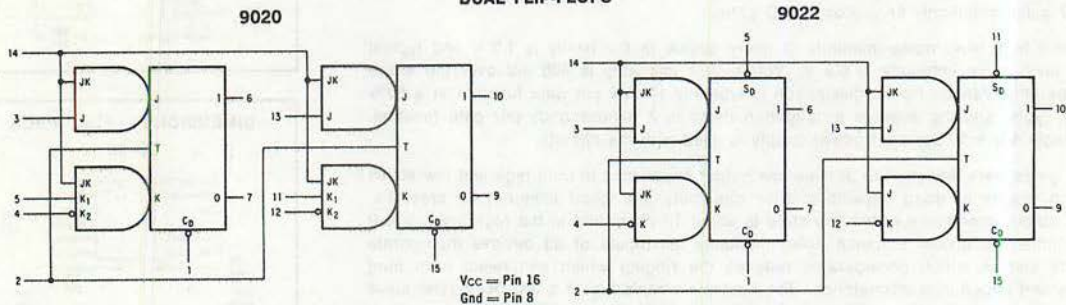 DUAL FLIP-FLOPS
9020
9022
14
JK
J
3
J
1
6
T
JK
K1
K2
5
4
K
0
7
CD
1
2
JK
J
13
J
1
10
T
JK
K1
K2
11
12
K
0
9
CD
15
VCC = Pin 16
Gnd = Pin 8
5
SD
14
JK
J
3
J
1
6
T
JK
K
4
K
0
7
CD
1
2
11
SD
JK
J
13
J
1
10
T
J
K
12
K
0
9
CD
15